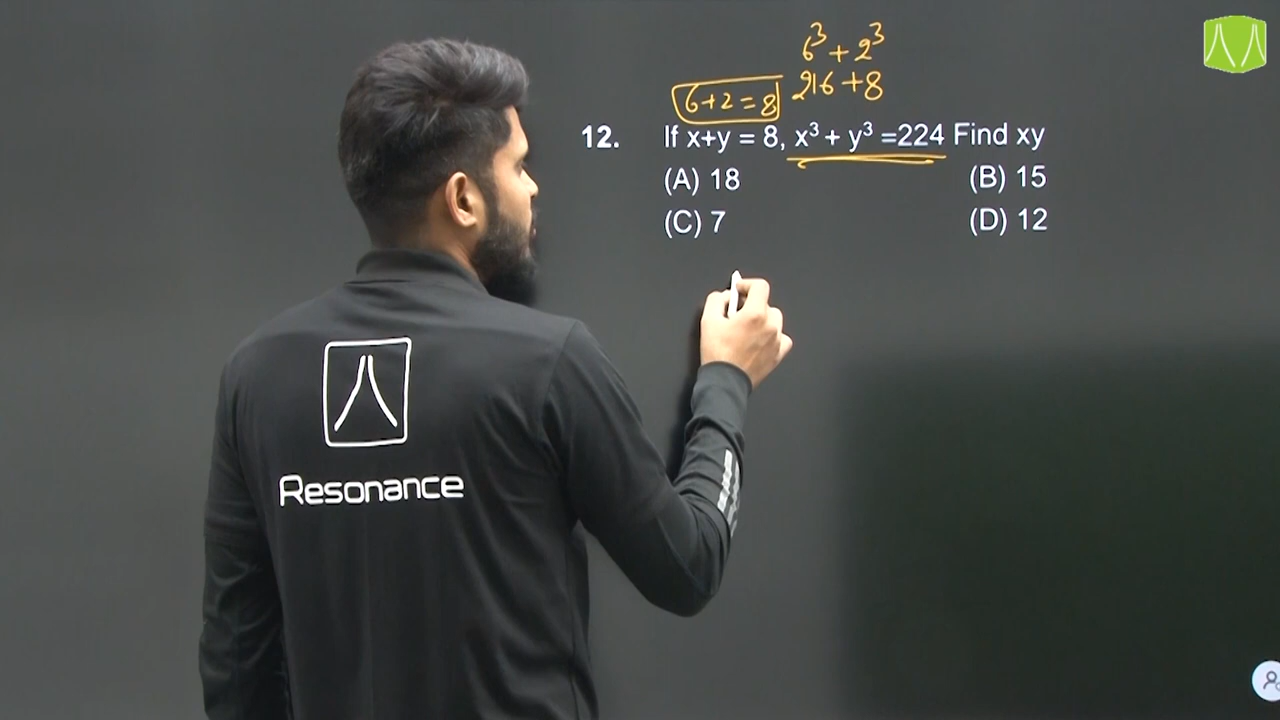 6³ + 2³
216 + 8
6+2 = 8
12. If x+y = 8, x³ + y³ =224 Find xy
(A) 18 (B) 15
(C) 7 (D) 12
Resonance